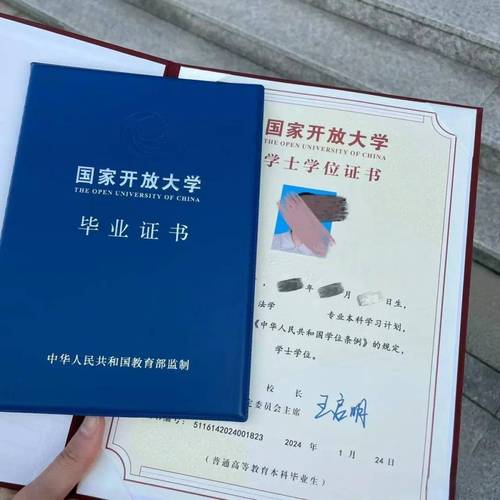 国家开放大学
THE OPEN UNIVERSITY OF CHINA
毕业证书
中华人民共和国教育部监制
国家开放大学
THE OPEN UNIVERSITY OF CHINA
学士学位证书
年 月 日生,
法学 专业本科学习计划,
《中华人民共和国学位条例》的规定,
学士学位。
校 长
委员会主席 王启明
编号: 5116142024001823 2024 年 1 月 24 日
(普通高等教育本科毕业生)